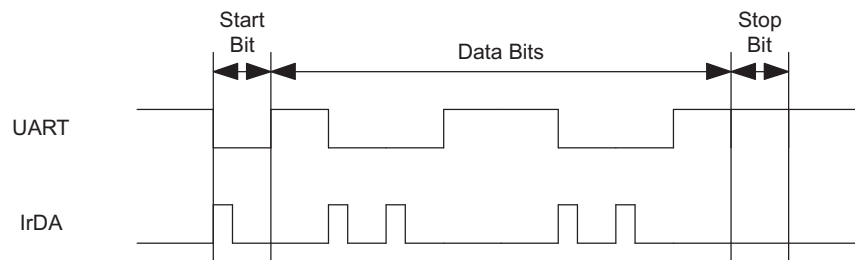 Start
Bit
Data Bits
Stop
Bit
UART
IrDA